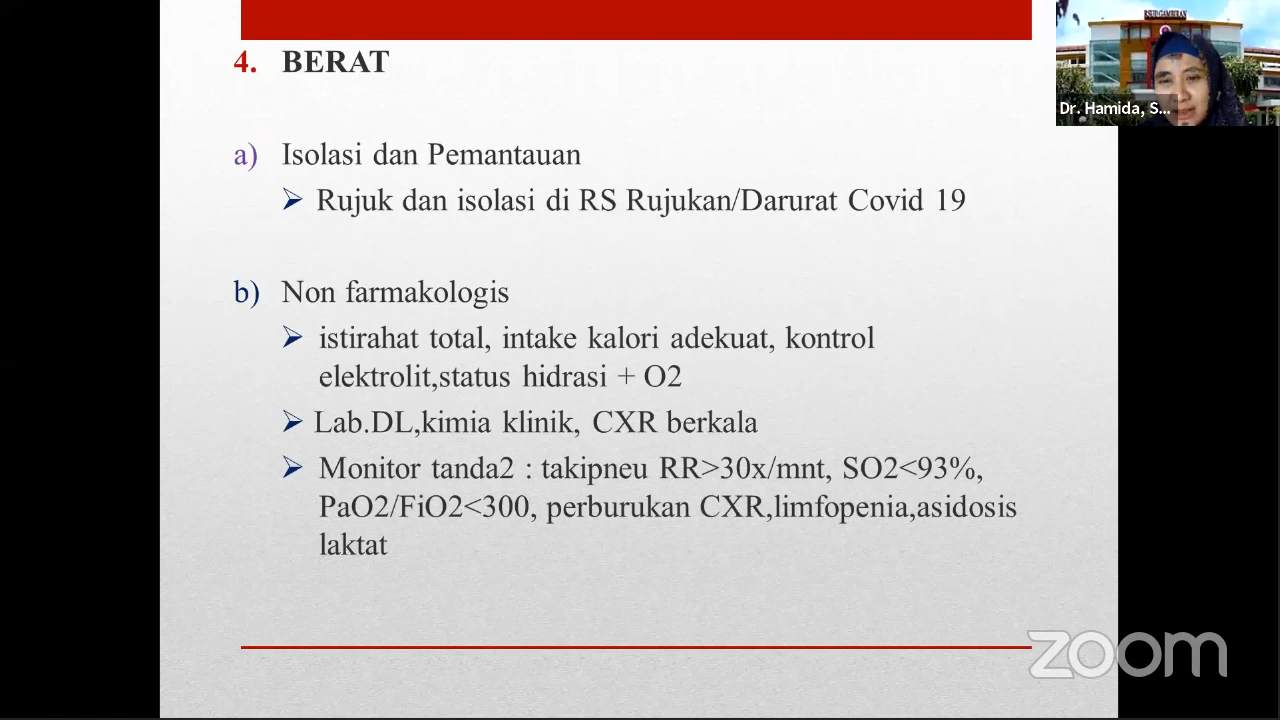 4. BERAT
a) Isolasi dan Pemantauan
Rujuk dan isolasi di RS Rujukan/Darurat Covid 19
b) Non farmakologis
istirahat total, intake kalori adekuat, kontrol
elektrolit,status hidrasi + O2
Lab.DL,kimia klinik, CXR berkala
Monitor tanda2 : takipneu RR>30x/mnt, SO2<93%,
PaO2/FiO2<300, perburukan CXR,limfopenia,asidosis
laktat
Dr. Hamida, S...
zoom